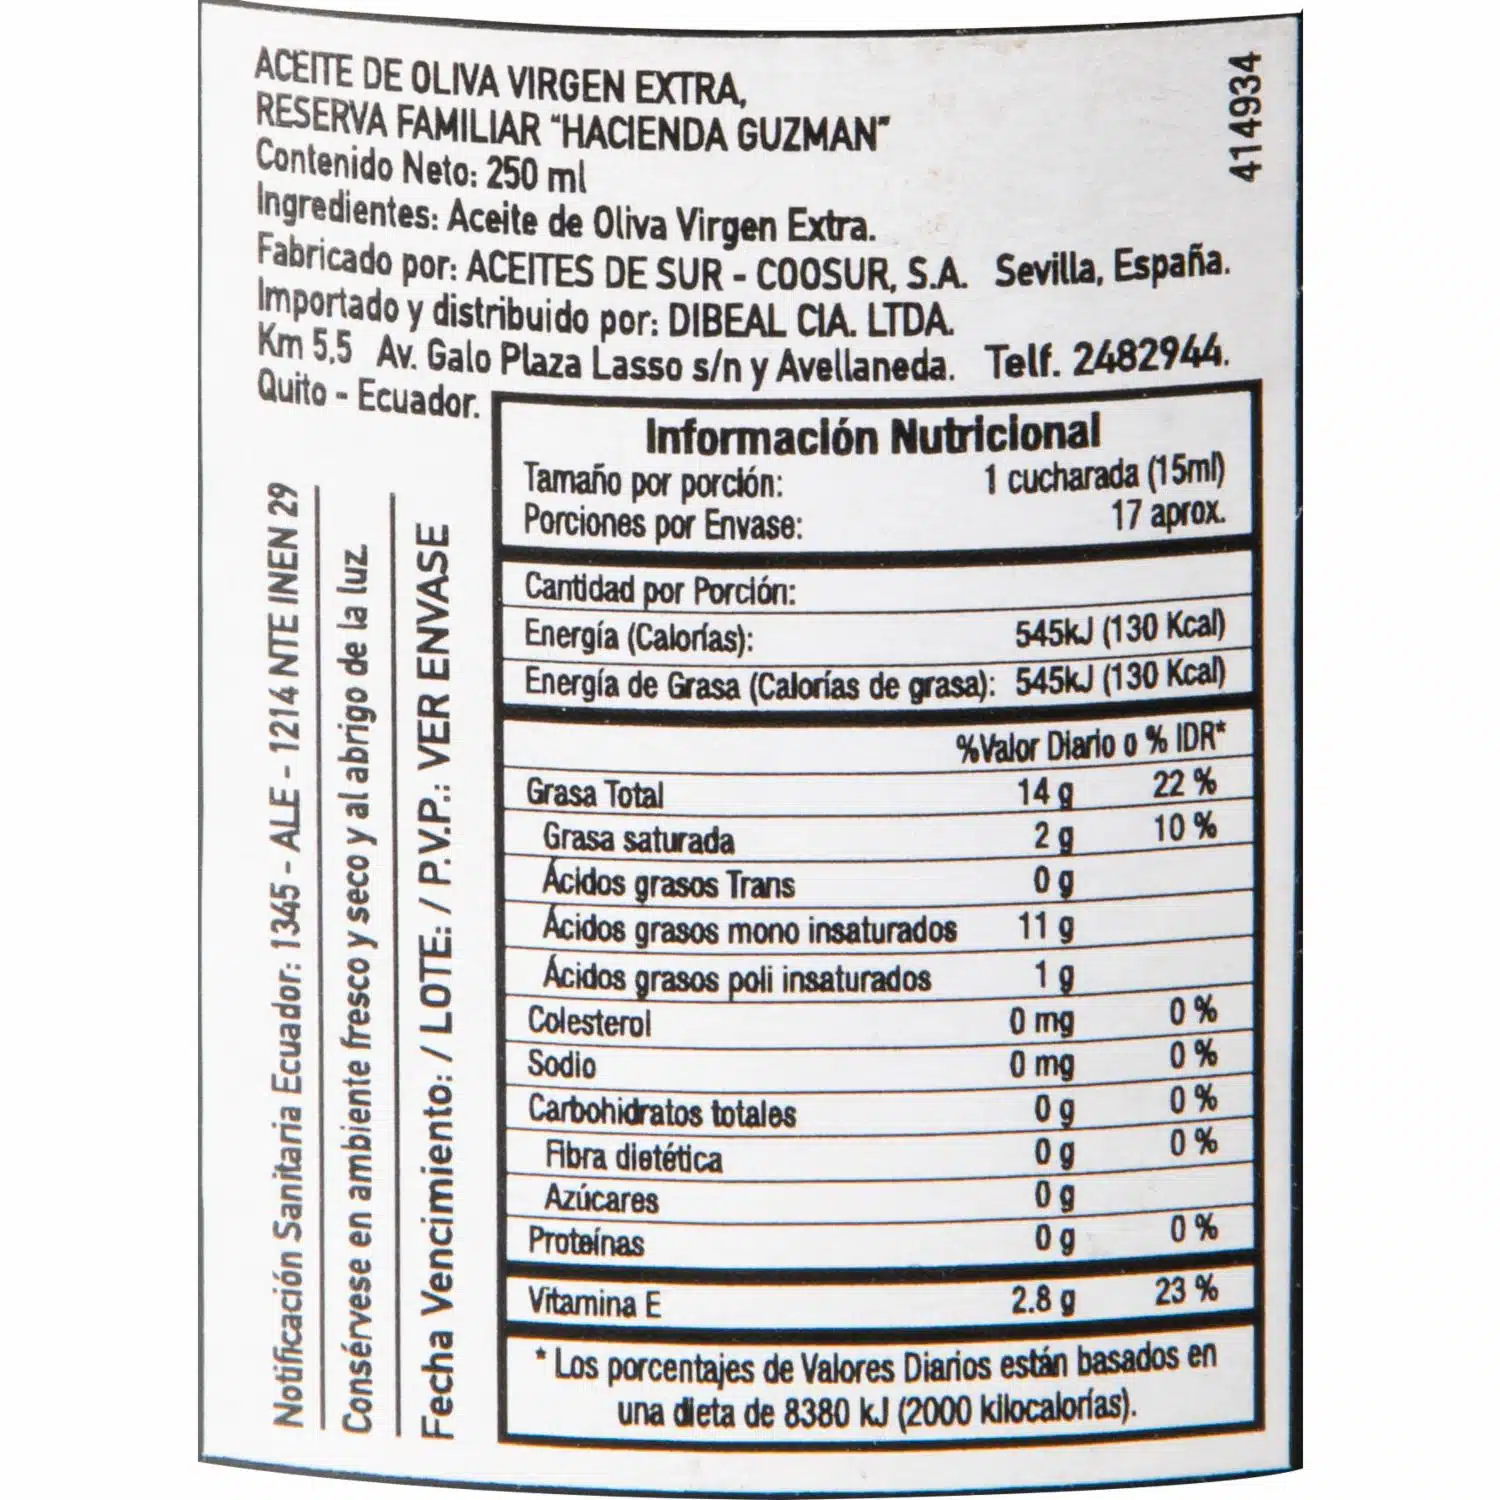 ACEITE DE OLIVA VIRGEN EXTRA,
RESERVA FAMILIAR "HACIENDA GUZMAN"
Contenido Neto: 250 ml
Ingredientes: Aceite de Oliva Virgen Extra.
Fabricado por: ACEITES DE SUR - COOSUR, S.A. Sevilla, España.
Importado y distribuido por: DIBEAL CIA. LTDA.
Km 5,5 Av. Galo Plaza Lasso s/n y Avellaneda. Telf. 2482944.
Quito - Ecuador.
414934
Notificación Sanitaria Ecuador: 1345 - ALE - 1214 NTE INEN 29
Consérvese en ambiente fresco y seco y al abrigo de la luz.
Fecha Vencimiento: / LOTE: / P.V.P.: VER ENVASE
Información Nutricional
Tamaño por porción: 1 cucharada (15ml)
Porciones por Envase: 17 aprox.
Cantidad por Porción:
Energía (Calorías): 545kJ (130 Kcal)
Energía de Grasa (Calorías de grasa): 545kJ (130 Kcal)
%Valor Diario o % IDR*
Grasa Total 14 g 22 %
Grasa saturada 2 g 10 %
Ácidos grasos Trans 0 g
Ácidos grasos mono insaturados 11 g
Ácidos grasos poli insaturados 1 g
Colesterol 0 mg 0 %
Sodio 0 mg 0 %
Carbohidratos totales 0 g 0 %
Fibra dietética 0 g 0 %
Azúcares 0 g
Proteínas 0 g 0 %
Vitamina E 2.8 g 23 %
* Los porcentajes de Valores Diarios están basados en
una dieta de 8380 kJ (2000 kilocalorías).